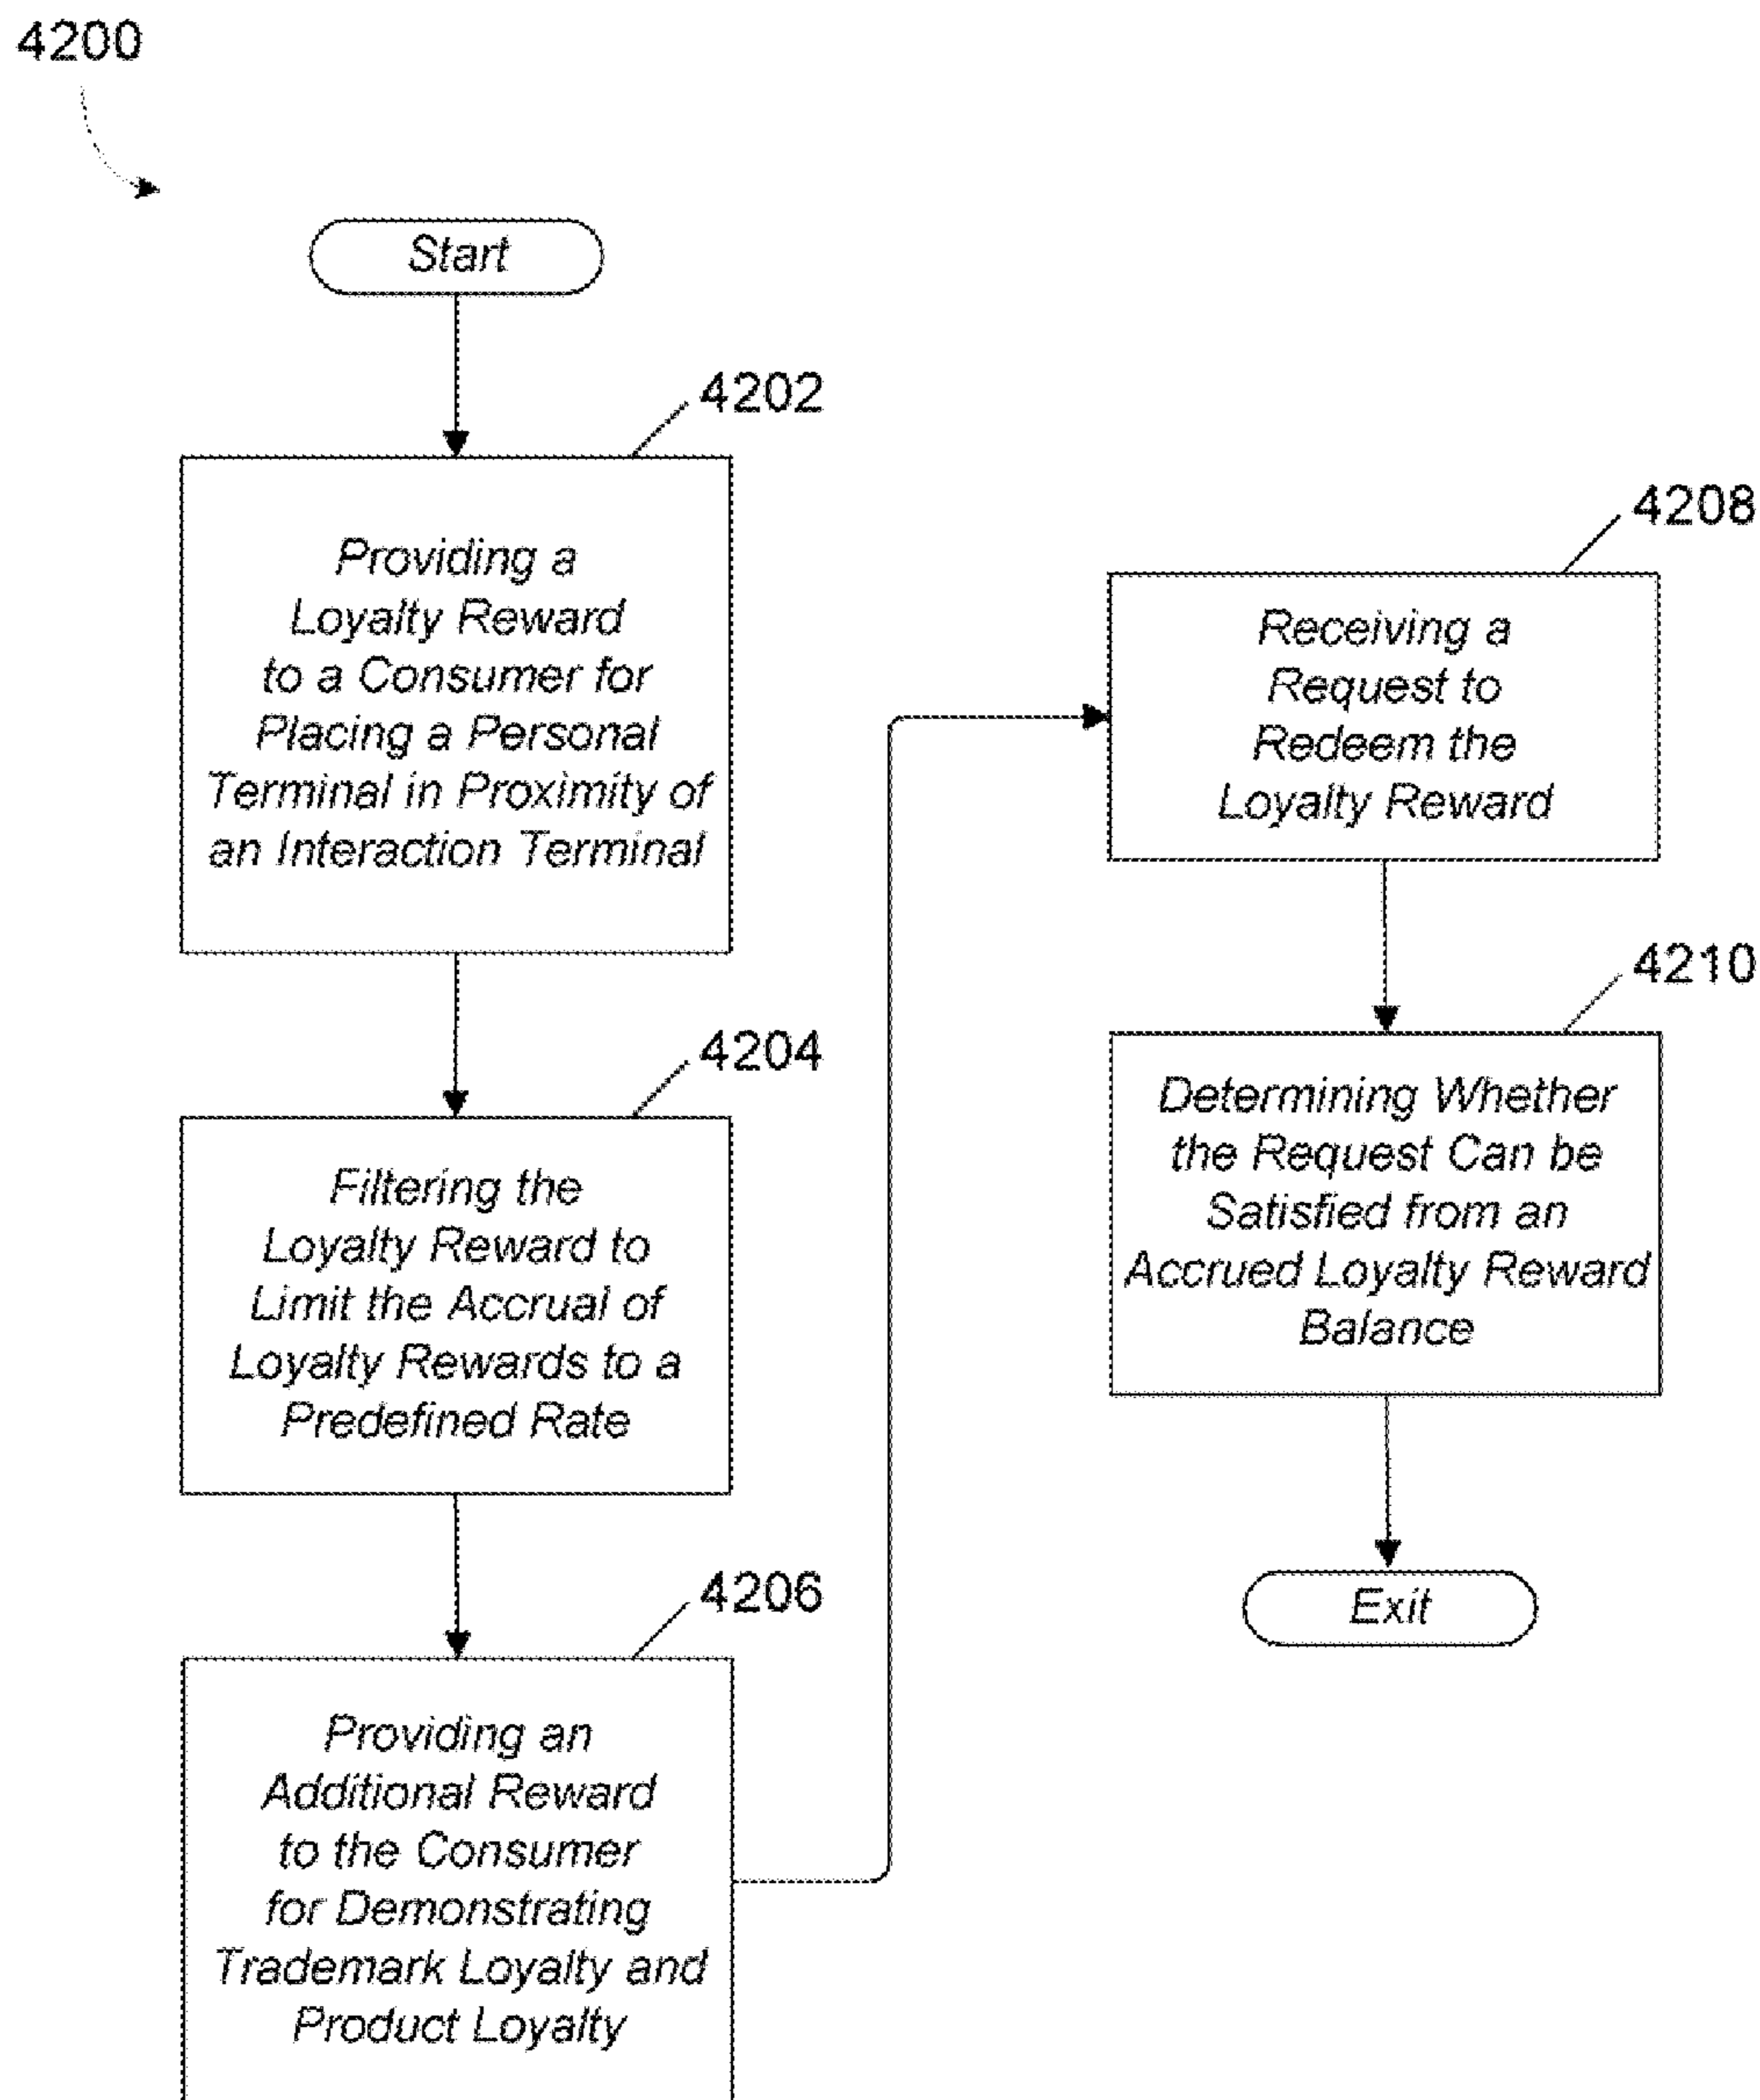 4200
Start
4202
Providing a
Loyalty Reward
to a Consumer for
Placing a Personal
Terminal in Proximity of
an Interaction Terminal
4204
Filtering the
Loyalty Reward to
Limit the Accrual of
Loyalty Rewards to a
Predefined Rate
4206
Providing an
Additional Reward
to the Consumer
for Demonstrating
Trademark Loyalty and
Product Loyalty
4208
Receiving a
Request to
Redeem the
Loyalty Reward
4210
Determining Whether
the Request Can be
Satisfied from an
Accrued Loyalty Reward
Balance
Exit